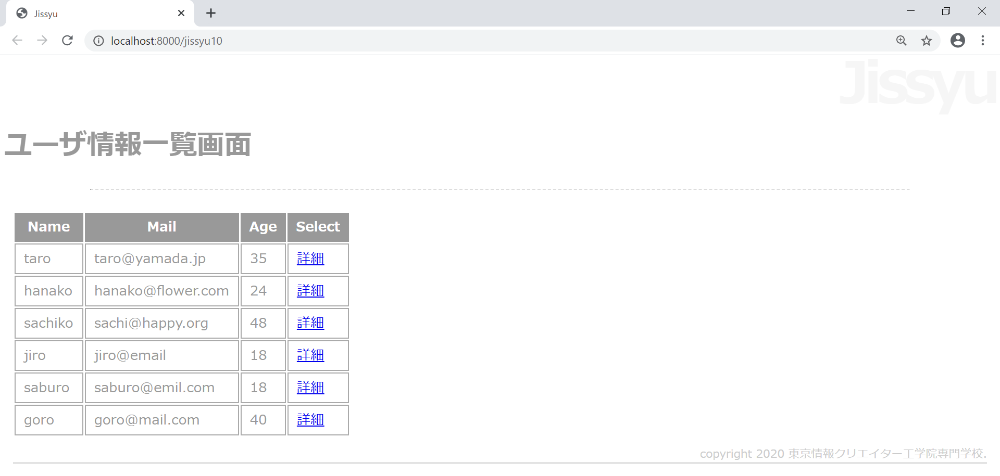 Jissyu
localhost:8000/jissyu10
Jissyu
ユーザ情報一覧画面
Name Mail Age Select
taro taro@yamada.jp 35 詳細
hanako hanako@flower.com 24 詳細
sachiko sachi@happy.org 48 詳細
jiro jiro@email 18 詳細
saburo saburo@emil.com 18 詳細
goro goro@mail.com 40 詳細
copyright 2020 東京情報クリエイター工学院専門学校.